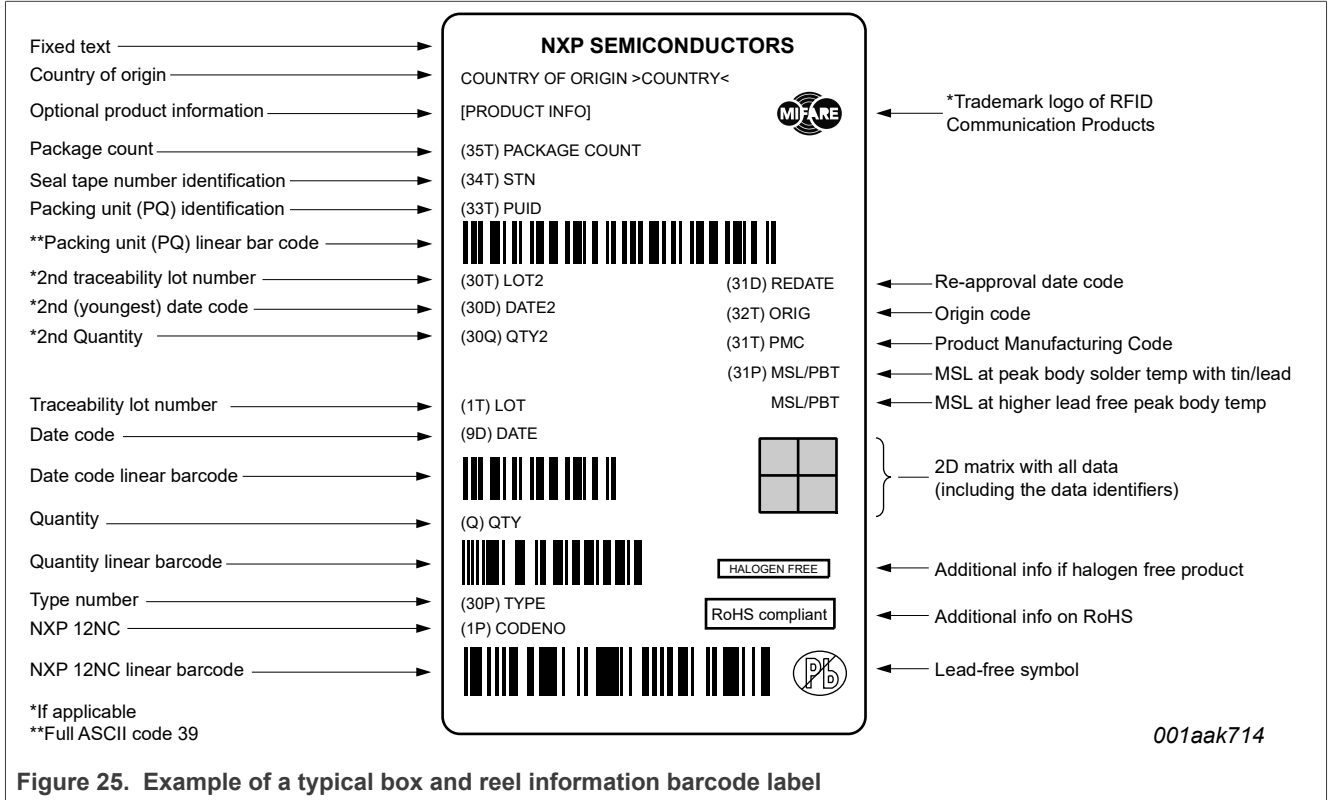 Fixed text
Country of origin
Optional product information
Package count
Seal tape number identification
Packing unit (PQ) identification
**Packing unit (PQ) linear bar code
*2nd traceability lot number
*2nd (youngest) date code
*2nd Quantity
Traceability lot number
Date code
Date code linear barcode
Quantity
Quantity linear barcode
Type number
NXP 12NC
NXP 12NC linear barcode
*If applicable
**Full ASCII code 39
NXP SEMICONDUCTORS
COUNTRY OF ORIGIN >COUNTRY<
[PRODUCT INFO]
MIFARE
(35T) PACKAGE COUNT
(34T) STN
(33T) PUID
(30T) LOT2
(30D) DATE2
(30Q) QTY2
(31D) REDATE
(32T) ORIG
(31T) PMC
(31P) MSL/PBT
MSL/PBT
(1T) LOT
(9D) DATE
(Q) QTY
HALOGEN FREE
(30P) TYPE
(1P) CODENO
RoHS compliant
Pb
*Trademark logo of RFID
Communication Products
Re-approval date code
Origin code
Product Manufacturing Code
MSL at peak body solder temp with tin/lead
MSL at higher lead free peak body temp
2D matrix with all data
(including the data identifiers)
Additional info if halogen free product
Additional info on RoHS
Lead-free symbol
001aak714
Figure 25. Example of a typical box and reel information barcode label